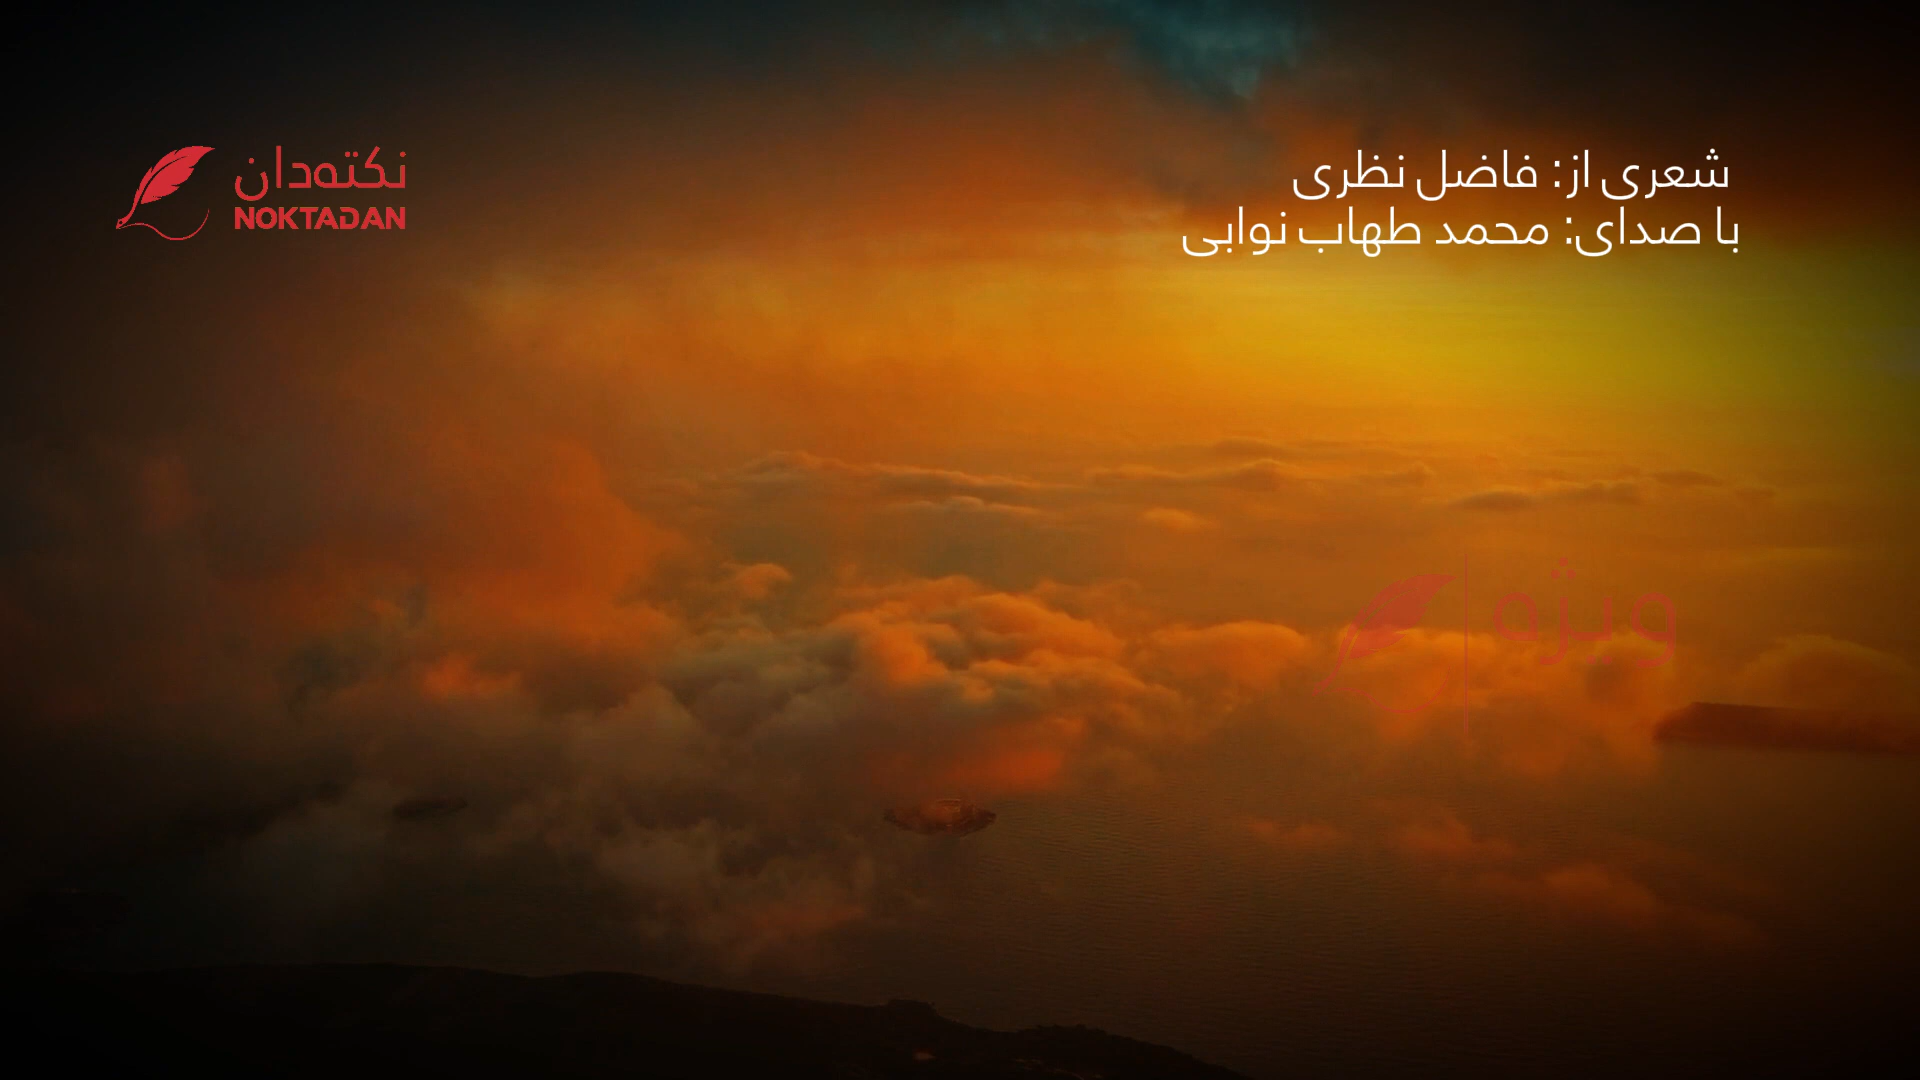 شعری از: فاضل نظری
با صدای: محمد طهاب نوابی
نکته‌دان
NOKTADAN
ویژه